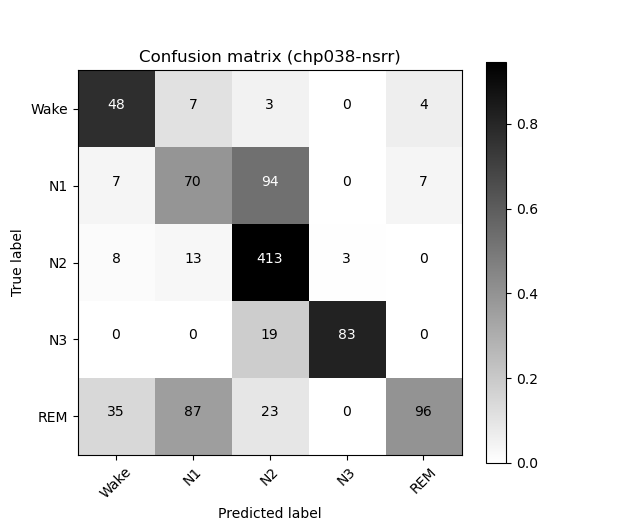 Confusion matrix (chp038-nsrr)
Wake 48 7 3 0 4
N1 7 70 94 0 7
N2 8 13 413 3 0
N3 0 0 19 83 0
REM 35 87 23 0 96
Wake N1 N2 N3 REM
True label
Predicted label
0.8
0.6
0.4
0.2
0.0